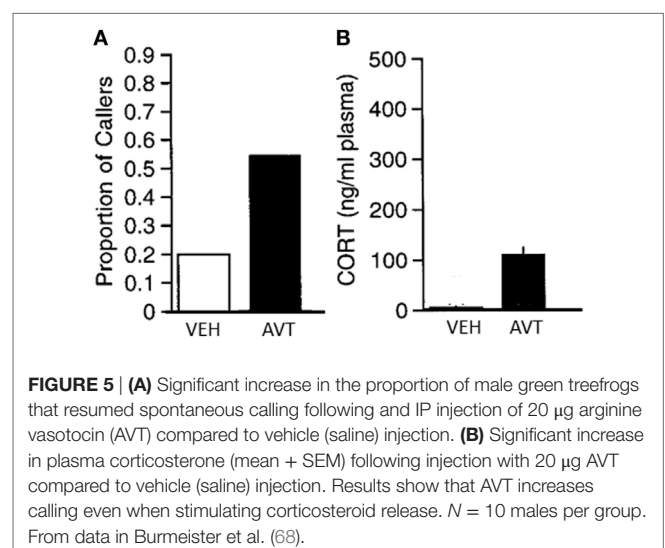 A
B
0.9
0.8
0.7
0.6
0.5
0.4
0.3
0.2
0.1
0
Proportion of Callers
VEH AVT
500
400
300
200
100
0
CORT (ng/ml plasma)
VEH AVT
FIGURE 5 | (A) Significant increase in the proportion of male green treefrogs
that resumed spontaneous calling following and IP injection of 20 μg arginine
vasotocin (AVT) compared to vehicle (saline) injection. (B) Significant increase
in plasma corticosterone (mean + SEM) following injection with 20 μg AVT
compared to vehicle (saline) injection. Results show that AVT increases
calling even when stimulating corticosteroid release. N = 10 males per group.
From data in Burmeister et al. (68).